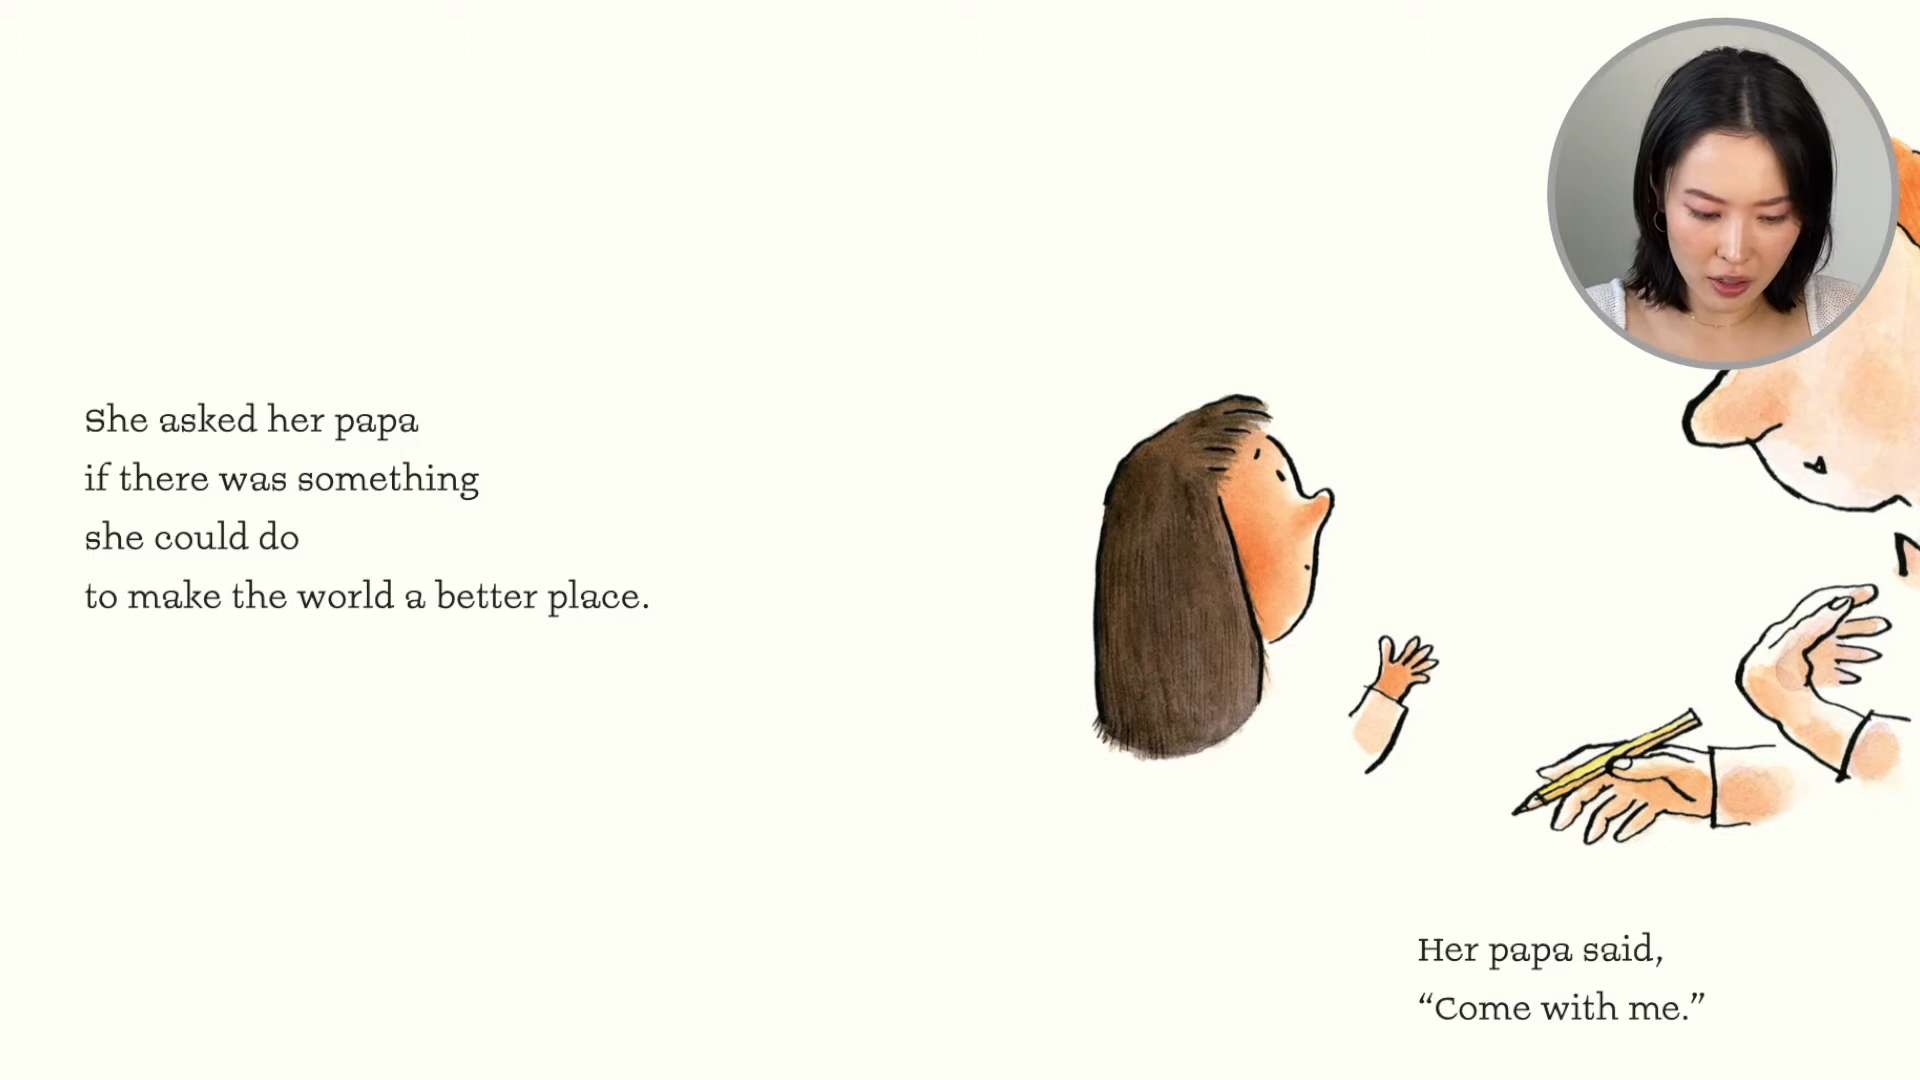 She asked her papa
if there was something
she could do
to make the world a better place.
Her papa said,
“Come with me.”